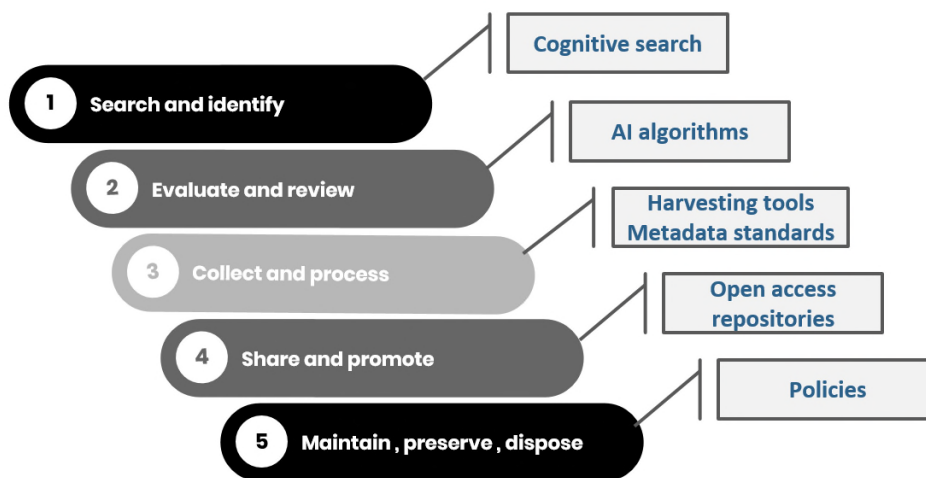 Cognitive search
1 Search and identify
AI algorithms
2 Evaluate and review
Harvesting tools
Metadata standards
3 Collect and process
Open access
repositories
4 Share and promote
Policies
5 Maintain , preserve , dispose